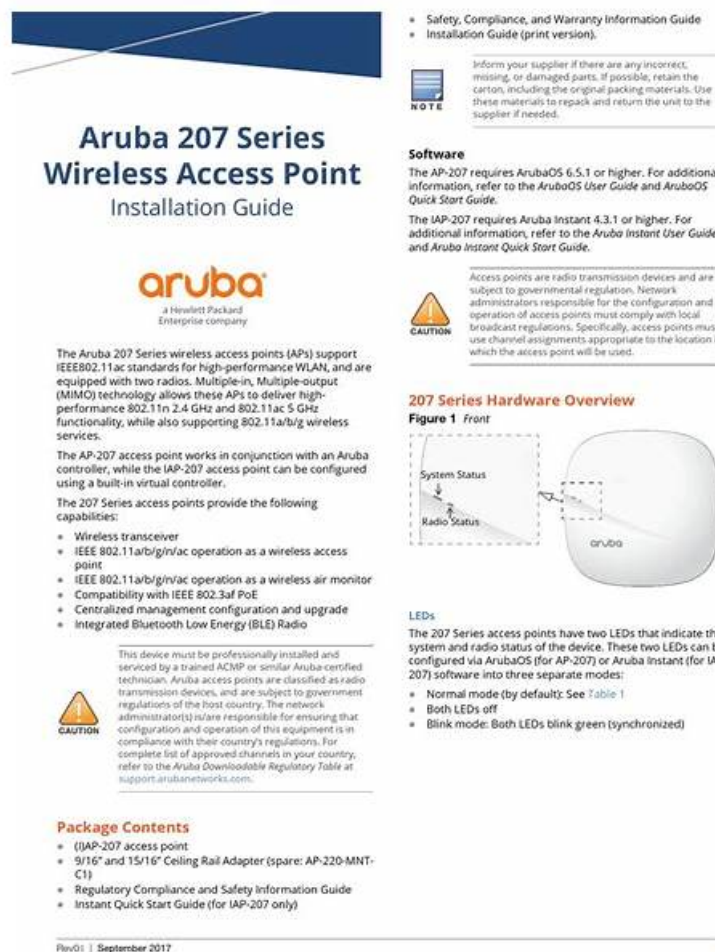 Aruba 207 Series
Wireless Access Point
Installation Guide
aruba
a Hewlett Packard
Enterprise company
The Aruba 207 Series wireless access points (APs) support
IEEE802.11ac standards for high-performance WLAN, and are
equipped with two radios. Multiple-in, Multiple-output
(MIMO) technology allows these APs to deliver high-
performance 802.11n 2.4 GHz and 802.11ac 5 GHz
functionality, while also supporting 802.11a/b/g wireless
services.
The AP-207 access point works in conjunction with an Aruba
controller, while the IAP-207 access point can be configured
using a built-in virtual controller.
The 207 Series access points provide the following
capabilities:
Wireless transceiver
IEEE 802.11a/b/g/n/ac operation as a wireless access
point
IEEE 802.11a/b/g/n/ac operation as a wireless air monitor
Compatibility with IEEE 802.3af PoE
Centralized management configuration and upgrade
Integrated Bluetooth Low Energy (BLE) Radio
CAUTION
This device must be professionally installed and
serviced by a trained ACMP or similar Aruba-certified
technician. Aruba access points are classified as radio
transmission devices, and are subject to government
regulations of the host country. The network
administrator(s) is/are responsible for ensuring that
configuration and operation of this equipment is in
compliance with their country's regulations. For
complete list of approved channels in your country,
refer to the Aruba Downloadable Regulatory Table at
support.arubanetworks.com.
Package Contents
(I)AP-207 access point
9/16" and 15/16" Ceiling Rail Adapter (spare: AP-220-MNT-
C1)
Regulatory Compliance and Safety Information Guide
Instant Quick Start Guide (for IAP-207 only)
Rev01 | September 2017
Safety, Compliance, and Warranty Information Guide
Installation Guide (print version).
NOTE
Inform your supplier if there are any incorrect,
missing, or damaged parts. If possible, retain the
carton, including the original packing materials. Use
these materials to repack and return the unit to the
supplier if needed.
Software
The AP-207 requires ArubaOS 6.5.1 or higher. For additiona
information, refer to the ArubaOS User Guide and ArubaOS
Quick Start Guide.
The IAP-207 requires Aruba Instant 4.3.1 or higher. For
additional information, refer to the Aruba Instant User Guide
and Aruba Instant Quick Start Guide.
CAUTION
Access points are radio transmission devices and are
subject to governmental regulation. Network
administrators responsible for the configuration and
operation of access points must comply with local
broadcast regulations. Specifically, access points mus
use channel assignments appropriate to the location
which the access point will be used.
207 Series Hardware Overview
Figure 1 Front
System Status
Radio Status
aruba
LEDs
The 207 Series access points have two LEDs that indicate th
system and radio status of the device. These two LEDs can b
configured via ArubaOS (for AP-207) or Aruba Instant (for IA
207) software into three separate modes:
Normal mode (by default): See Table 1
Both LEDs off
Blink mode: Both LEDs blink green (synchronized)